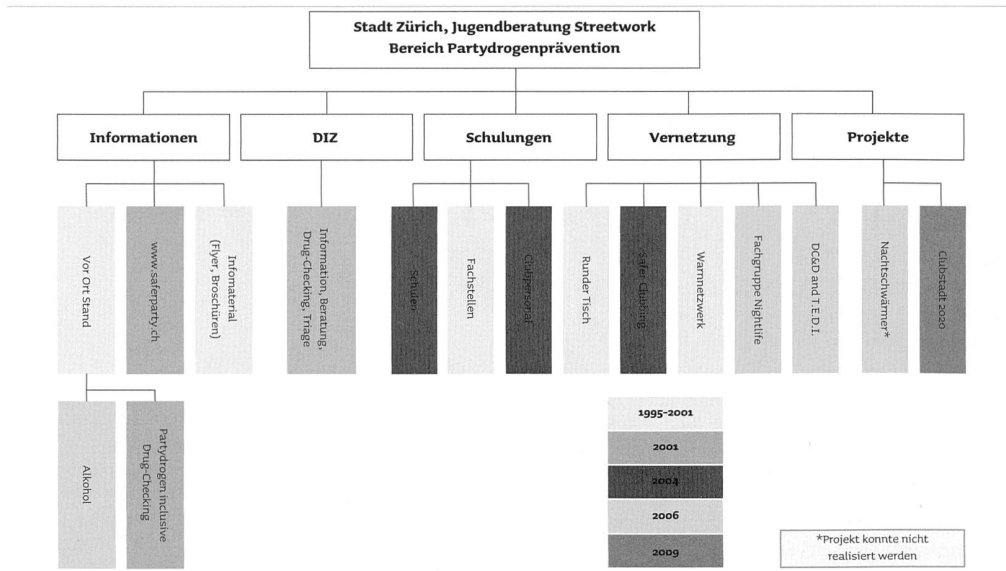 Stadt Zürich, Jugendberatung Streetwork
Bereich Partydrogenprävention
Informationen
DIZ
Schulungen
Vernetzung
Projekte
Vor Ort Stand
www.saferparty.ch
Infomaterial
(Flyer, Broschüren)
Information, Beratung,
Drug-Checking, Triage
Schulen
Fachstellen
Clubpersonal
Runder Tisch
Safer Clubbing
Warnnetzwerk
Fachgruppe Nightlife
DC&D and T.E.D.I.
Nachtschwärmer*
Clubstadt 2020
Alkohol
Partydrogen inclusive
Drug-Checking
1995-2001
2001
2004
2006
2009
*Projekt konnte nicht
realisiert werden